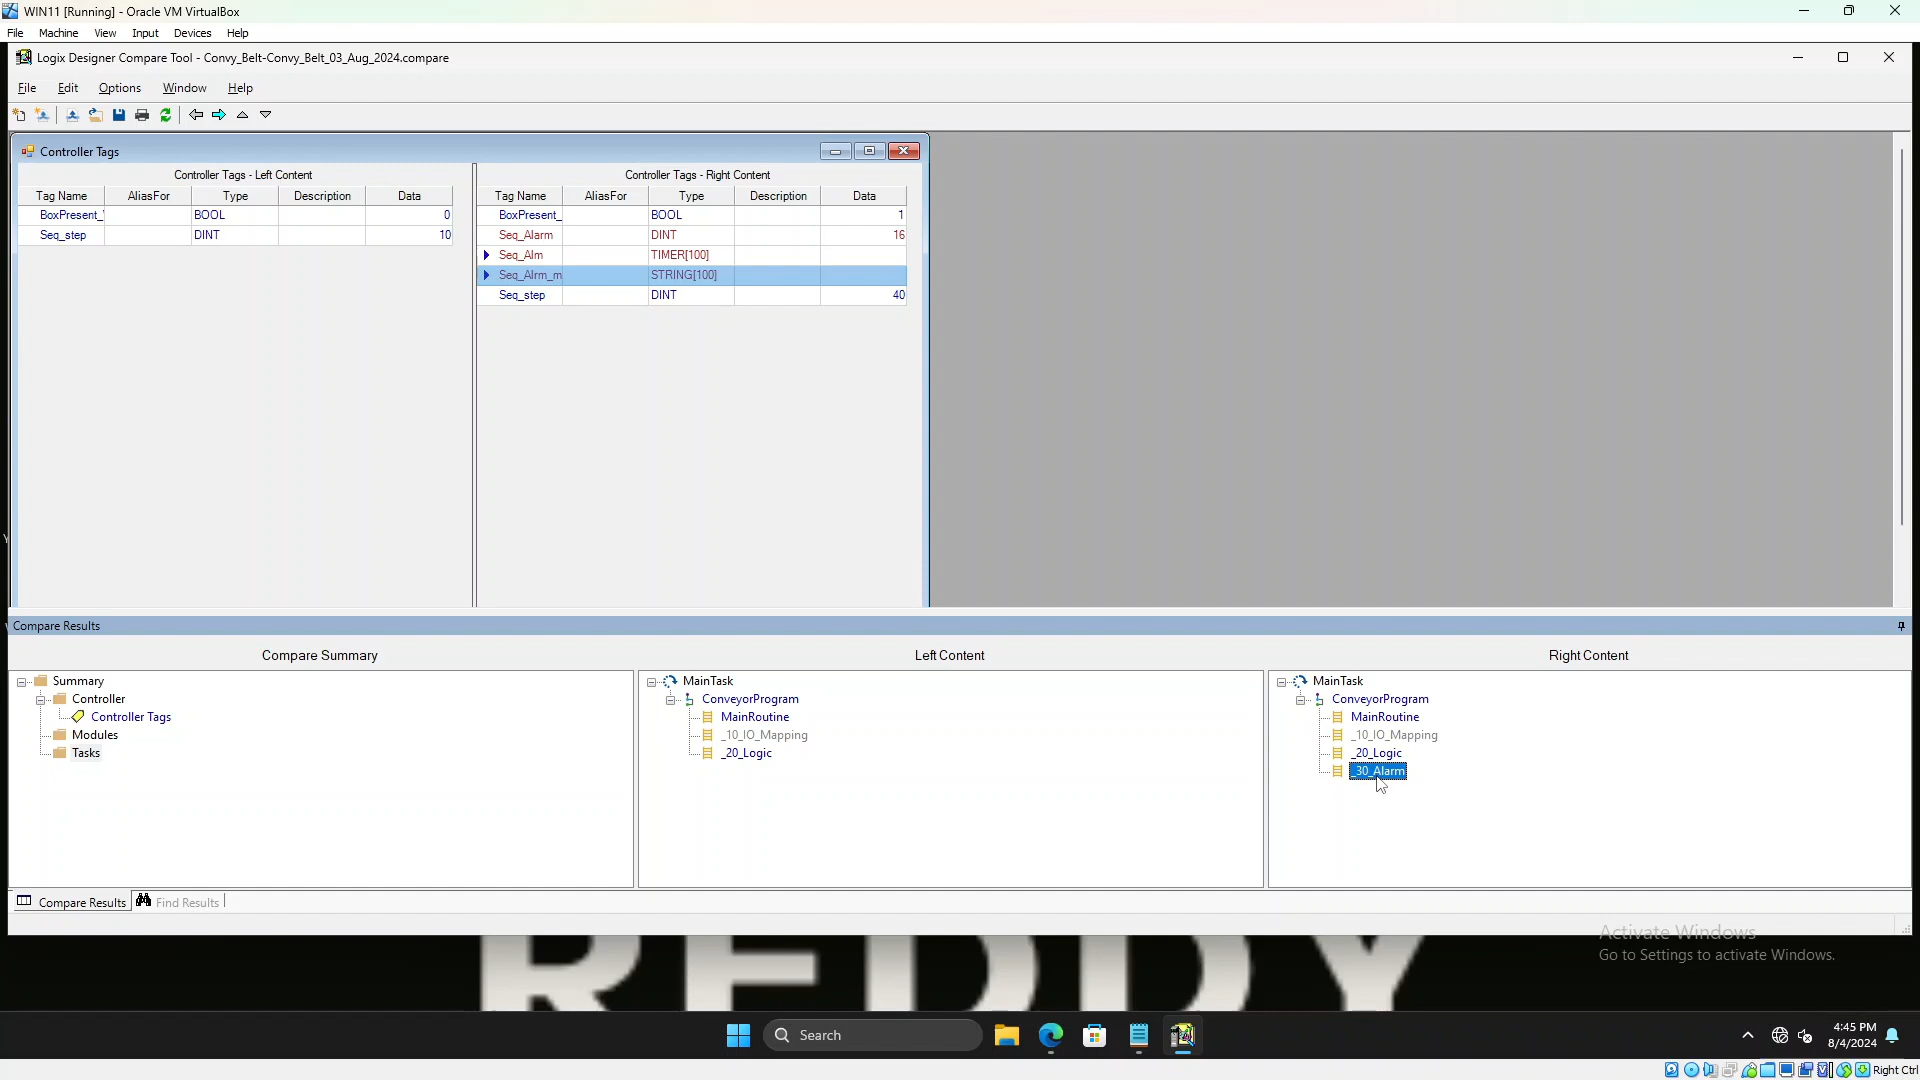 WIN11 [Running] - Oracle VM VirtualBox
File Machine View Input Devices Help
Logix Designer Compare Tool - Convy_Belt-Convy_Belt_03_Aug_2024.compare
File Edit Options Window Help
Controller Tags
Controller Tags - Left Content
Controller Tags - Right Content
Tag Name AliasFor Type Description Data
Tag Name AliasFor Type Description Data
BoxPresent_ BOOL 0
BoxPresent_ BOOL 1
Seq_step DINT 10
Seq_Alarm DINT 16
Seq_Alm TIMER[100]
Seq_Alrm_m STRING[100]
Seq_step DINT 40
Compare Results
Compare Summary
Left Content
Right Content
Summary
Controller
Controller Tags
Modules
Tasks
MainTask
ConveyorProgram
MainRoutine
_10_IO_Mapping
_20_Logic
MainTask
ConveyorProgram
MainRoutine
_10_IO_Mapping
_20_Logic
_30_Alarm
Compare Results Find Results
Activate Windows
Go to Settings to activate Windows.
REDDY
Search
4:45 PM
8/4/2024
Right Ctrl